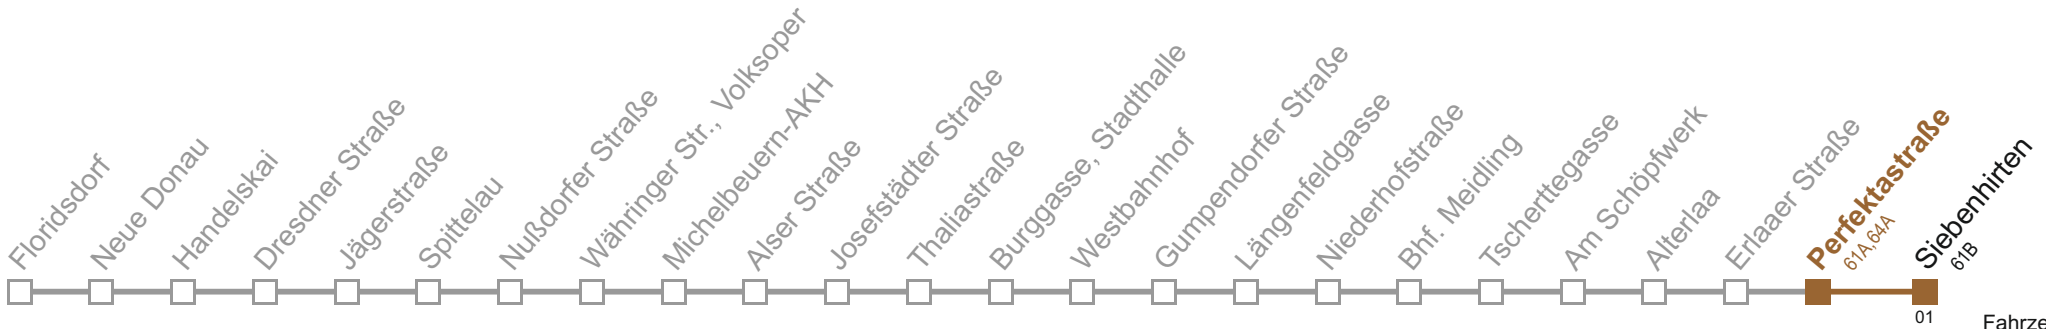 Floridsdorf
Neue Donau
Handelskai
Dresdner Straße
Jägerstraße
Spittelau
Nußdorfer Straße
Währinger Str., Volksoper
Michelbeuern-AKH
Alser Straße
Josefstädter Straße
Thaliastraße
Burggasse, Stadthalle
Westbahnhof
Gumpendorfer Straße
Längenfeldgasse
Niederhofstraße
Bhf. Meidling
Tscherttegasse
Am Schöpfwerk
Alterlaa
Erlaaer Straße
Perfektastraße
61A,64A
Siebenhirten
61B
01
Fahrze